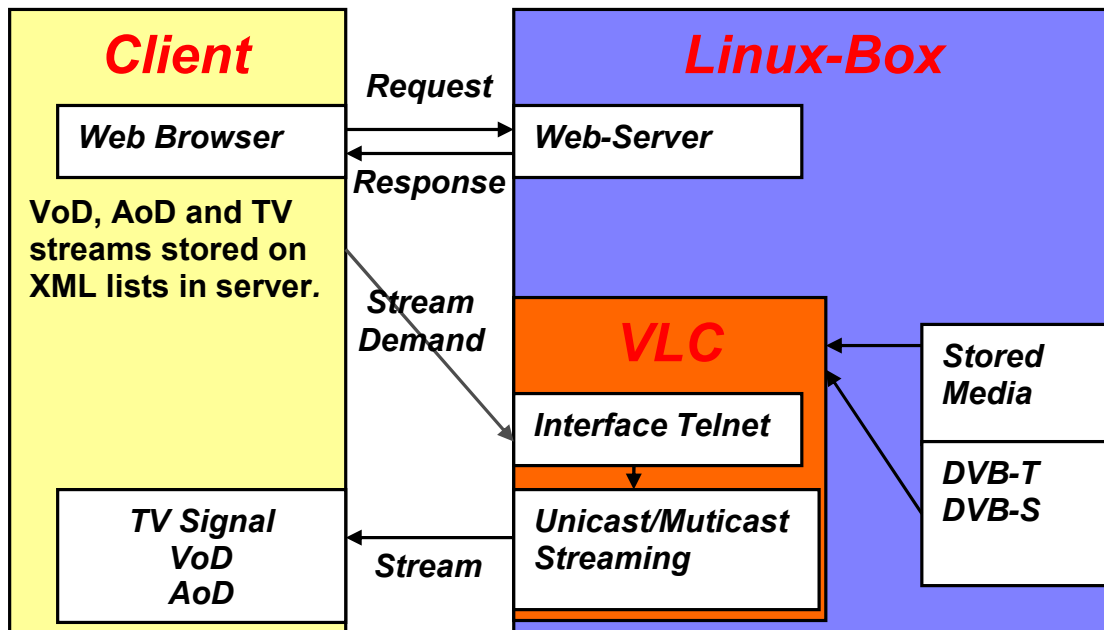 Client
Linux-Box
Request
Web Browser
Web-Server
Response
VoD, AoD and TV
streams stored on
XML lists in server.
Stream
Demand
VLC
Stored
Media
Interface Telnet
DVB-T
DVB-S
TV Signal
VoD
AoD
Unicast/Muticast
Streaming
Stream